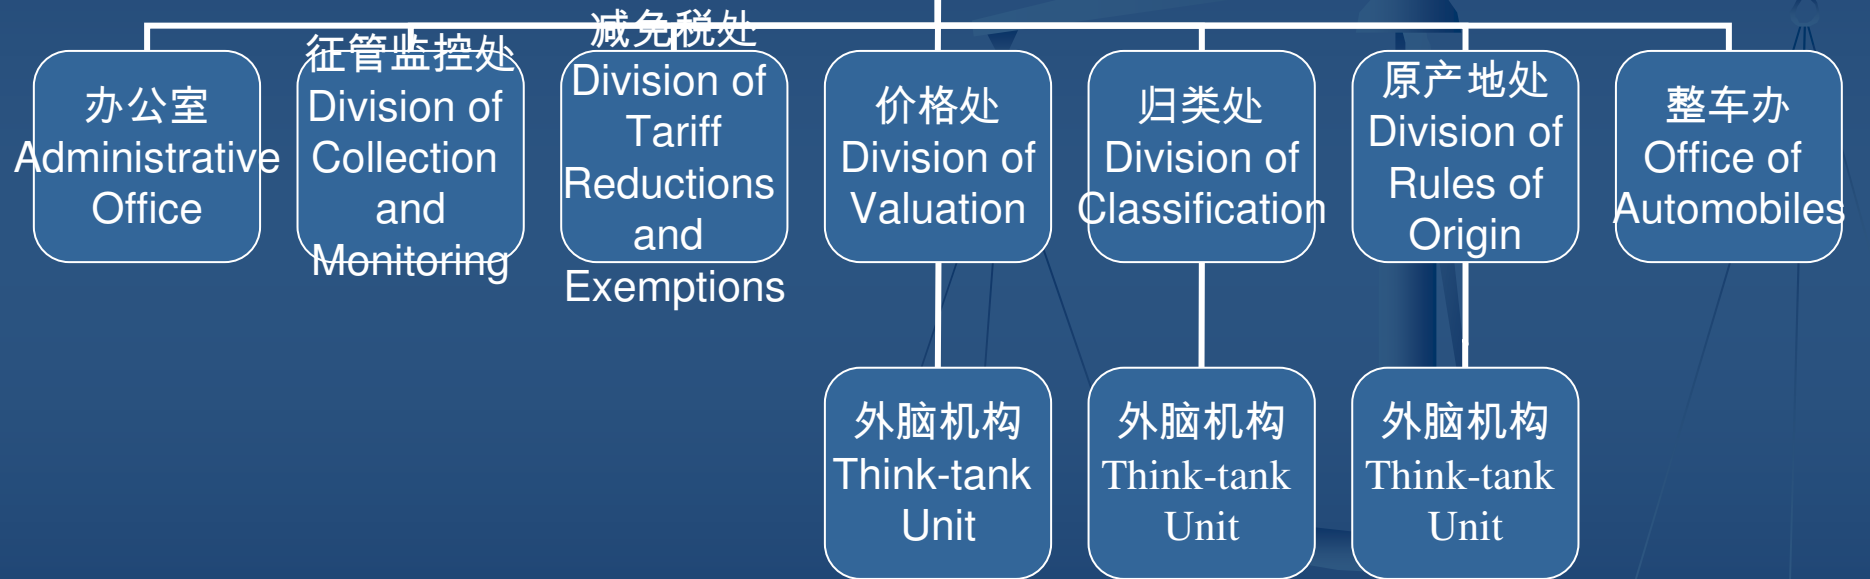 办公室
Administrative
Office
征管监控处
Division of
Collection
and
Monitoring
减免税处
Division of
Tariff
Reductions
and
Exemptions
价格处
Division of
Valuation
归类处
Division of
Classification
原产地处
Division of
Rules of
Origin
整车办
Office of
Automobiles
外脑机构
Think-tank
Unit
外脑机构
Think-tank
Unit
外脑机构
Think-tank
Unit